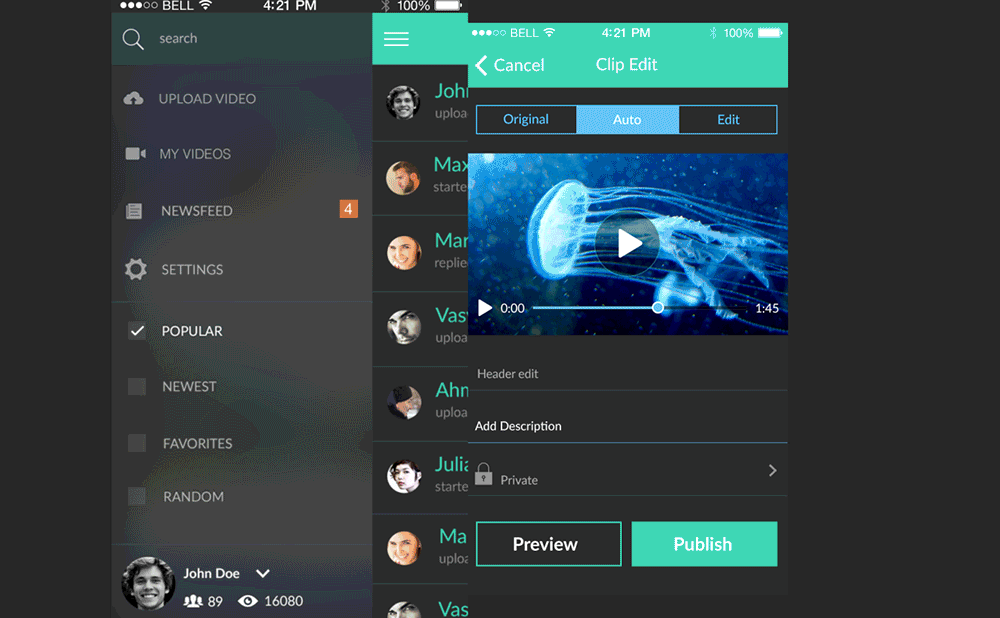 BELL 4:21 PM
search
UPLOAD VIDEO
MY VIDEOS
NEWSFEED 4
SETTINGS
POPULAR
NEWEST
FAVORITES
RANDOM
John Doe
89 16080
100%
Joh
uploa
Max
starte
Mar
replie
Vasy
uploa
Ahn
uploa
Julia
starte
Ma
uploa
Vas
BELL 4:21 PM 100%
Cancel Clip Edit
Original Auto Edit
0:00 1:45
Header edit
Add Description
Private
Preview Publish